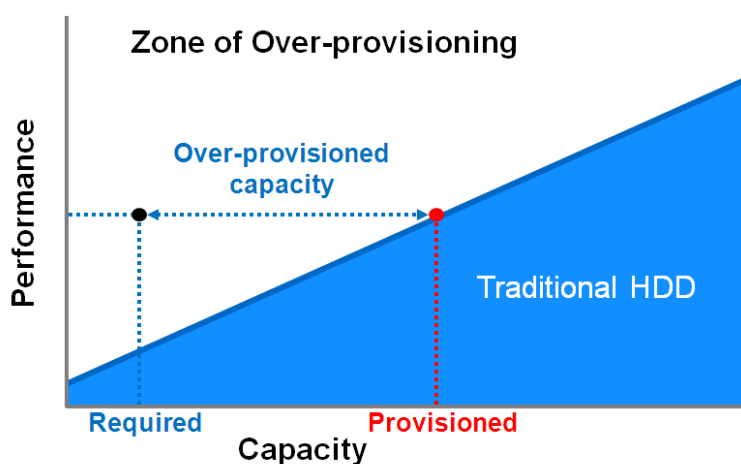 Zone of Over-provisioning
Performance
Over-provisioned
capacity
Traditional HDD
Required
Provisioned
Capacity